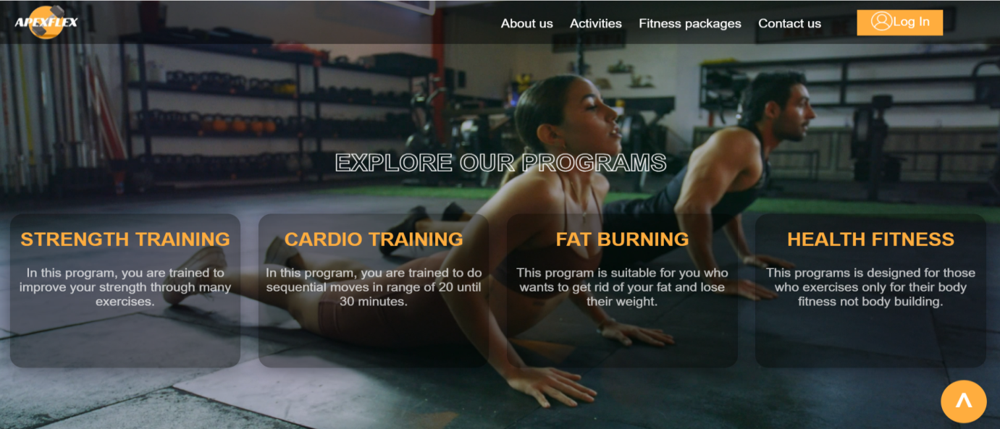 APEXFLEX
About us Activities Fitness packages Contact us Log In
EXPLORE OUR PROGRAMS
STRENGTH TRAINING
In this program, you are trained to
improve your strength through many
exercises.
CARDIO TRAINING
In this program, you are trained to do
sequential moves in range of 20 until
30 minutes.
FAT BURNING
This program is suitable for you who
wants to get rid of your fat and lose
their weight.
HEALTH FITNESS
This programs is designed for those
who exercises only for their body
fitness not body building.
^